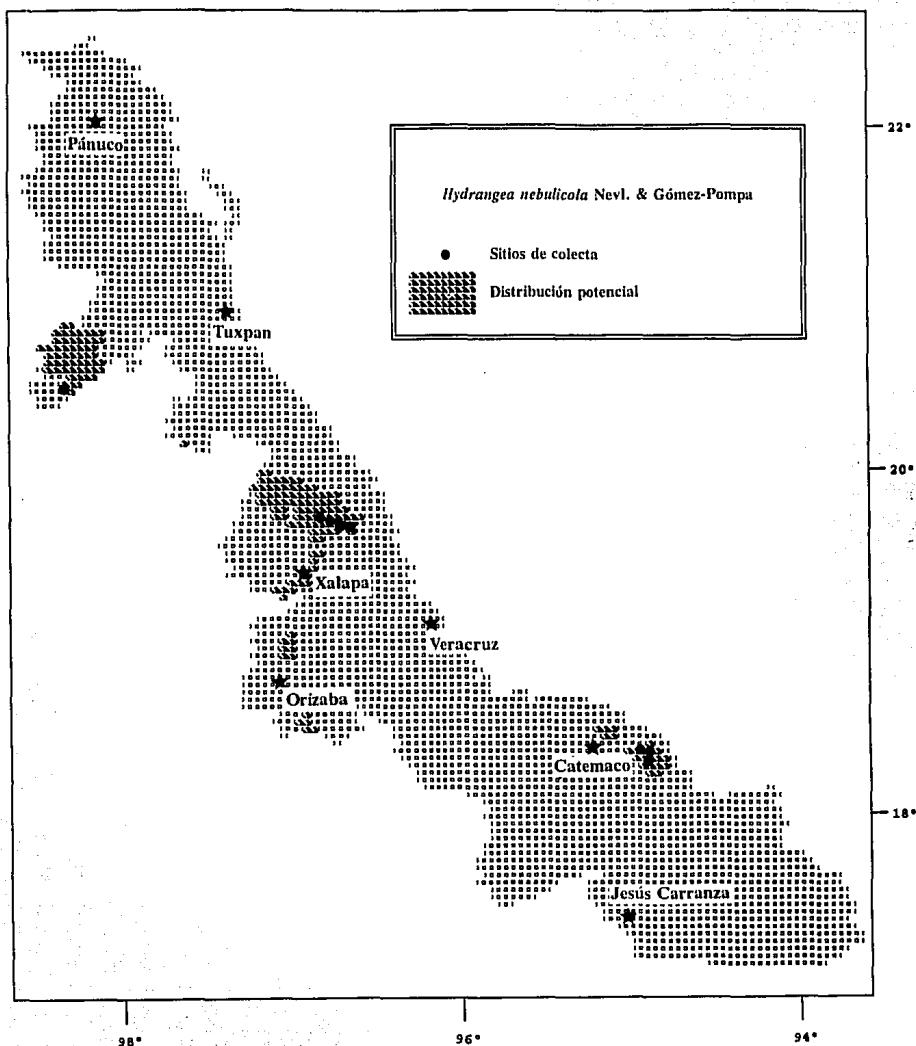 Pánuco
22°
Hydrangea nebulicola Nevl. & Gómez-Pompa
Sitios de colecta
Distribución potencial
Tuxpan
20°
Xalapa
Veracruz
Orizaba
Catemaco
18°
Jesús Carranza
98°
96°
94°